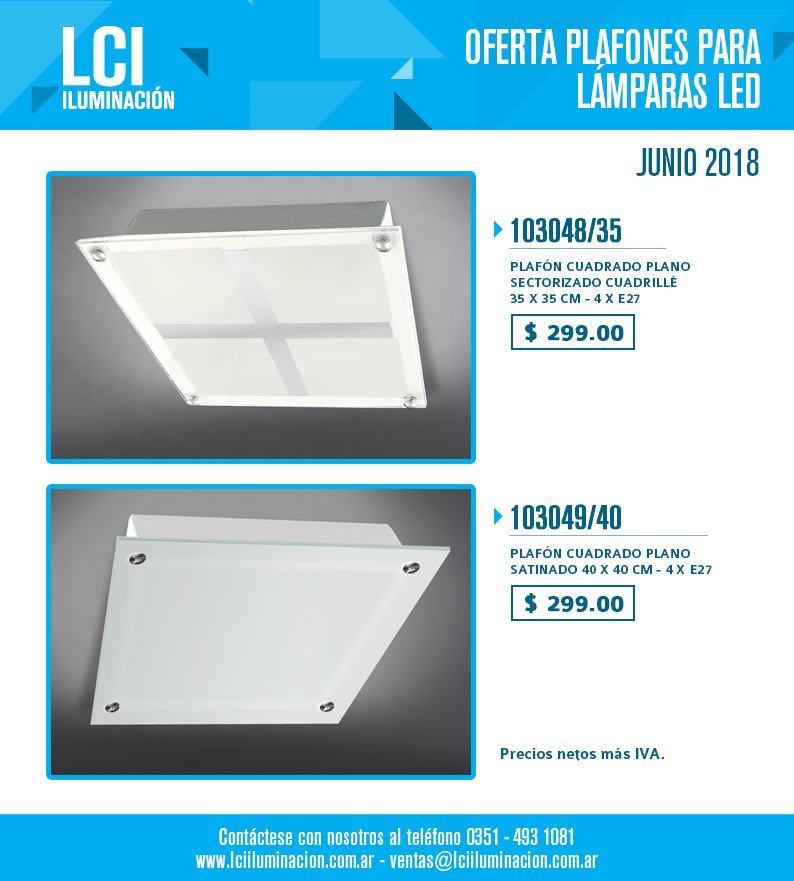 LCI
ILUMINACIÓN
OFERTA PLAFONES PARA
LÁMPARAS LED
JUNIO 2018
103048/35
PLAFÓN CUADRADO PLANO
SECTORIZADO CUADRILLÉ
35 X 35 CM - 4 X E27
$ 299.00
103049/40
PLAFÓN CUADRADO PLANO
SATINADO 40 X 40 CM - 4 X E27
$ 299.00
Precios neţos más IVA.
Contáctese con nosotros al teléfono 0351 - 493 1081
www.lciiluminacion.com.ar - ventas@lciiluminacion.com.ar